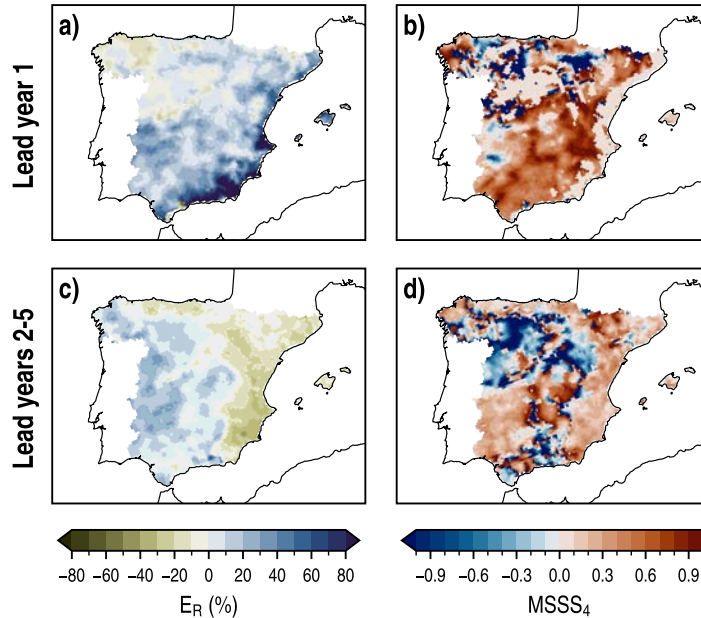 a)
b)
Lead year 1
c)
d)
Lead years 2-5
−80 −60 −40 −20 0 20 40 60 80
E_R (%)
−0.9 −0.6 −0.3 0.0 0.3 0.6 0.9
MSSS₄